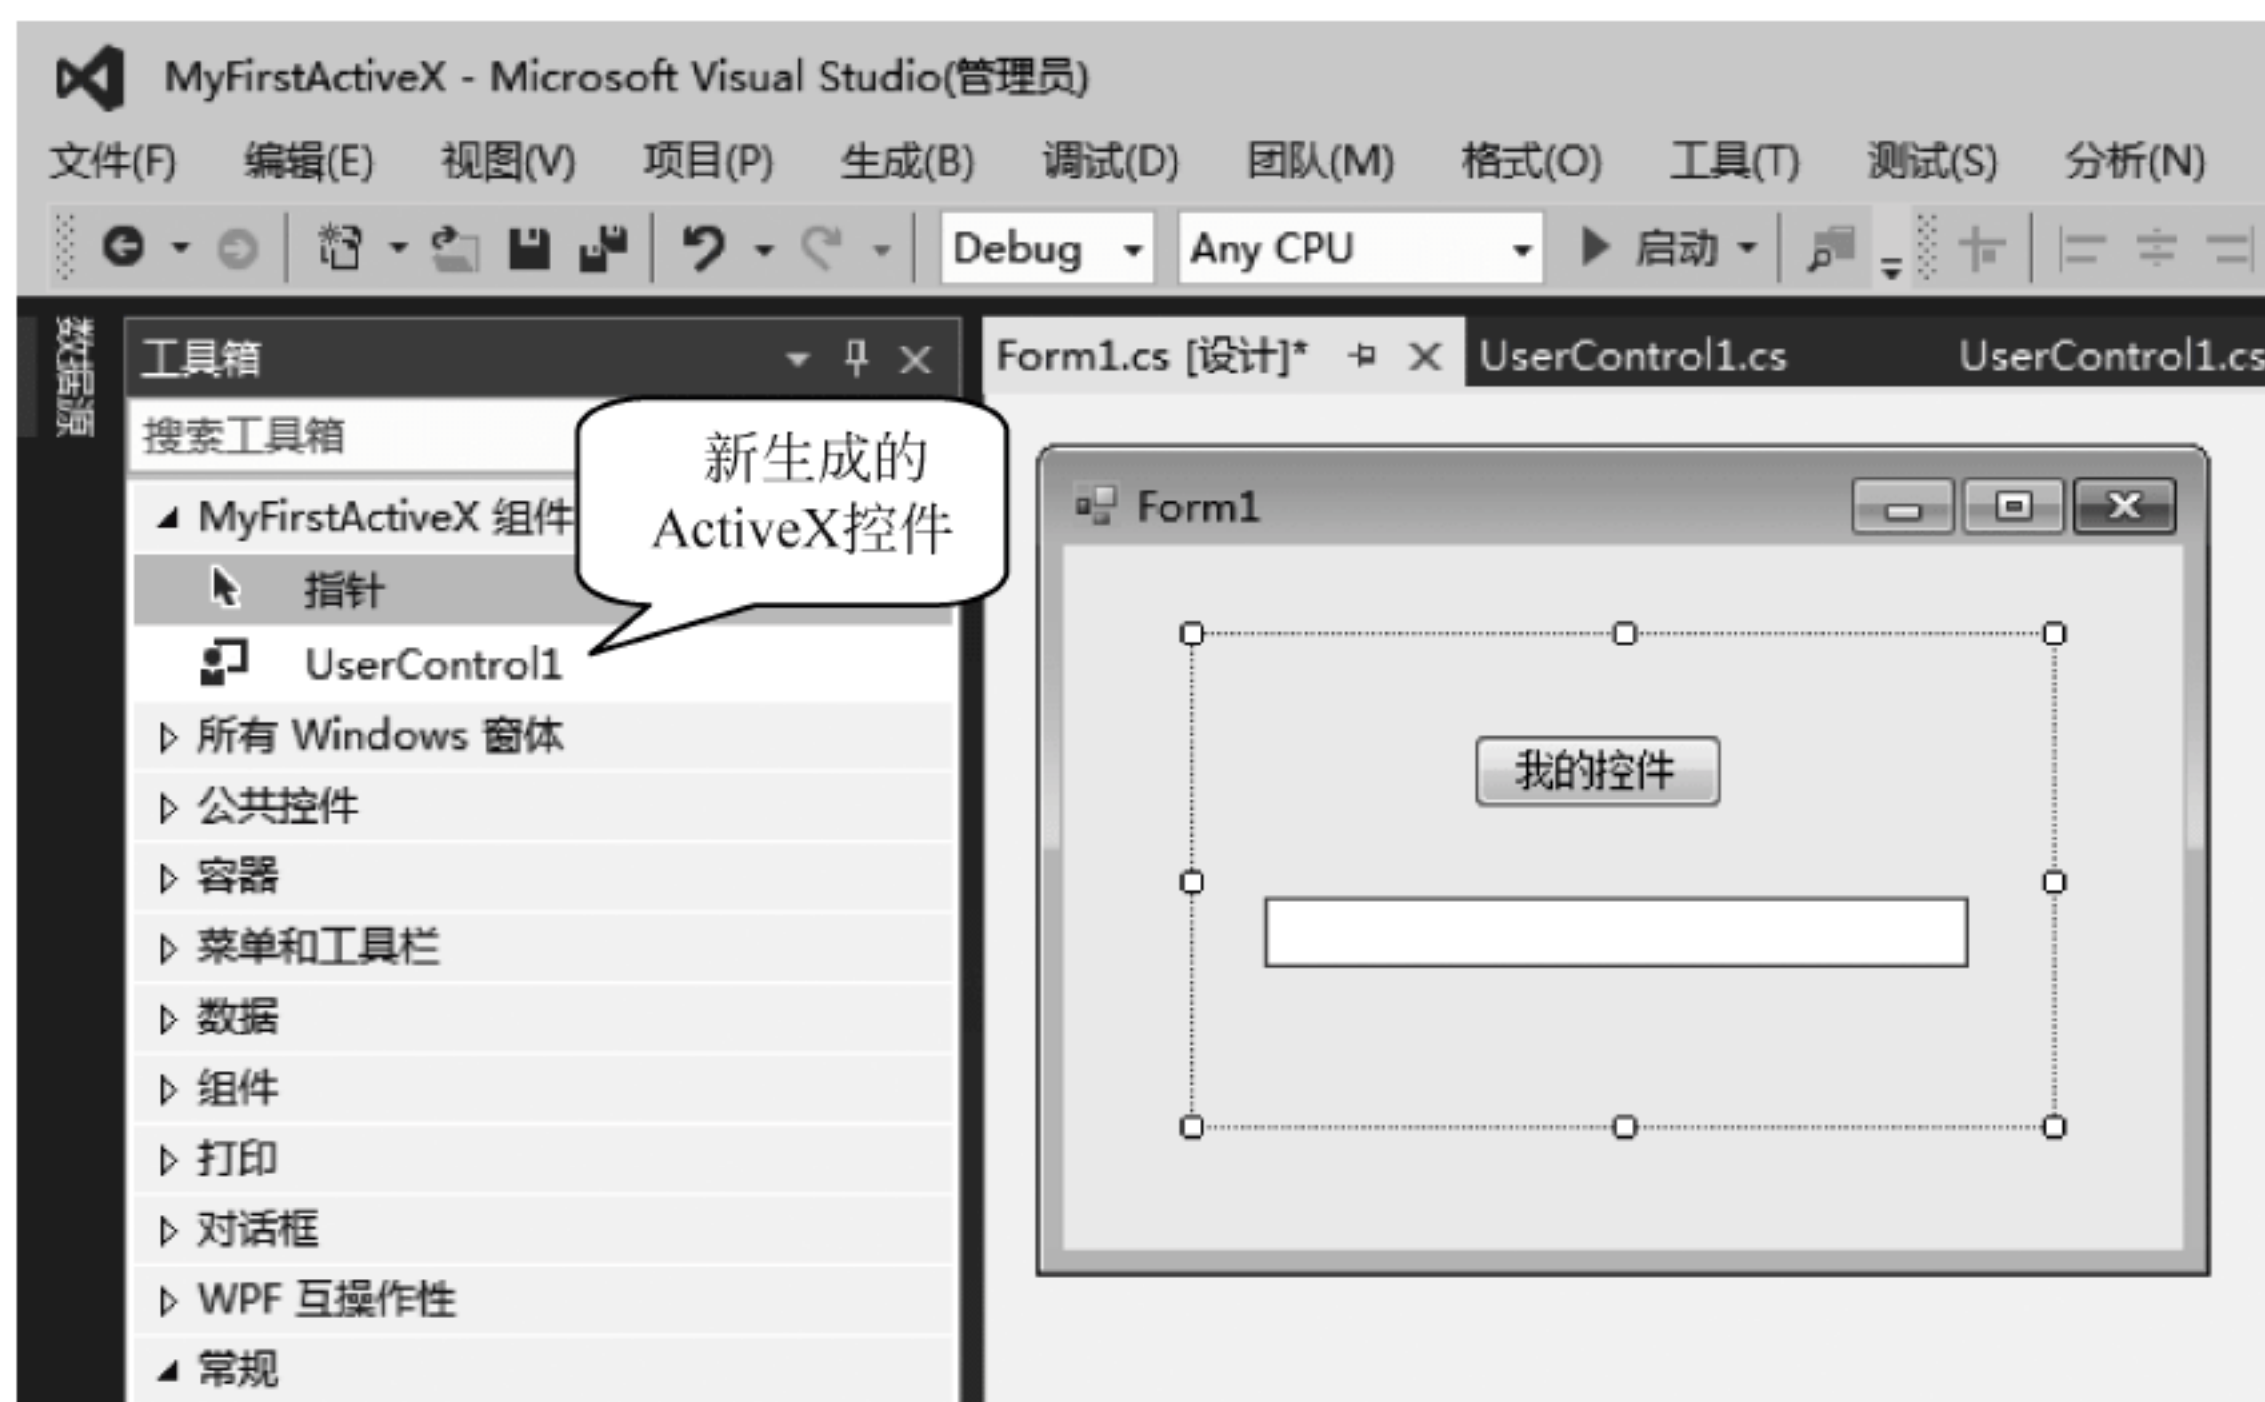 MyFirstActiveX - Microsoft Visual Studio(管理员)
文件(F) 编辑(E) 视图(V) 项目(P) 生成(B) 调试(D) 团队(M) 格式(O) 工具(T) 测试(S) 分析(N)
Debug Any CPU 启动
数据源
工具箱
搜索工具箱
MyFirstActiveX 组件
指针
UserControl1
所有 Windows 窗体
公共控件
容器
菜单和工具栏
数据
组件
打印
对话框
WPF 互操作性
常规
新生成的
ActiveX控件
Form1.cs [设计]* UserControl1.cs UserControl1.cs
Form1
我的控件